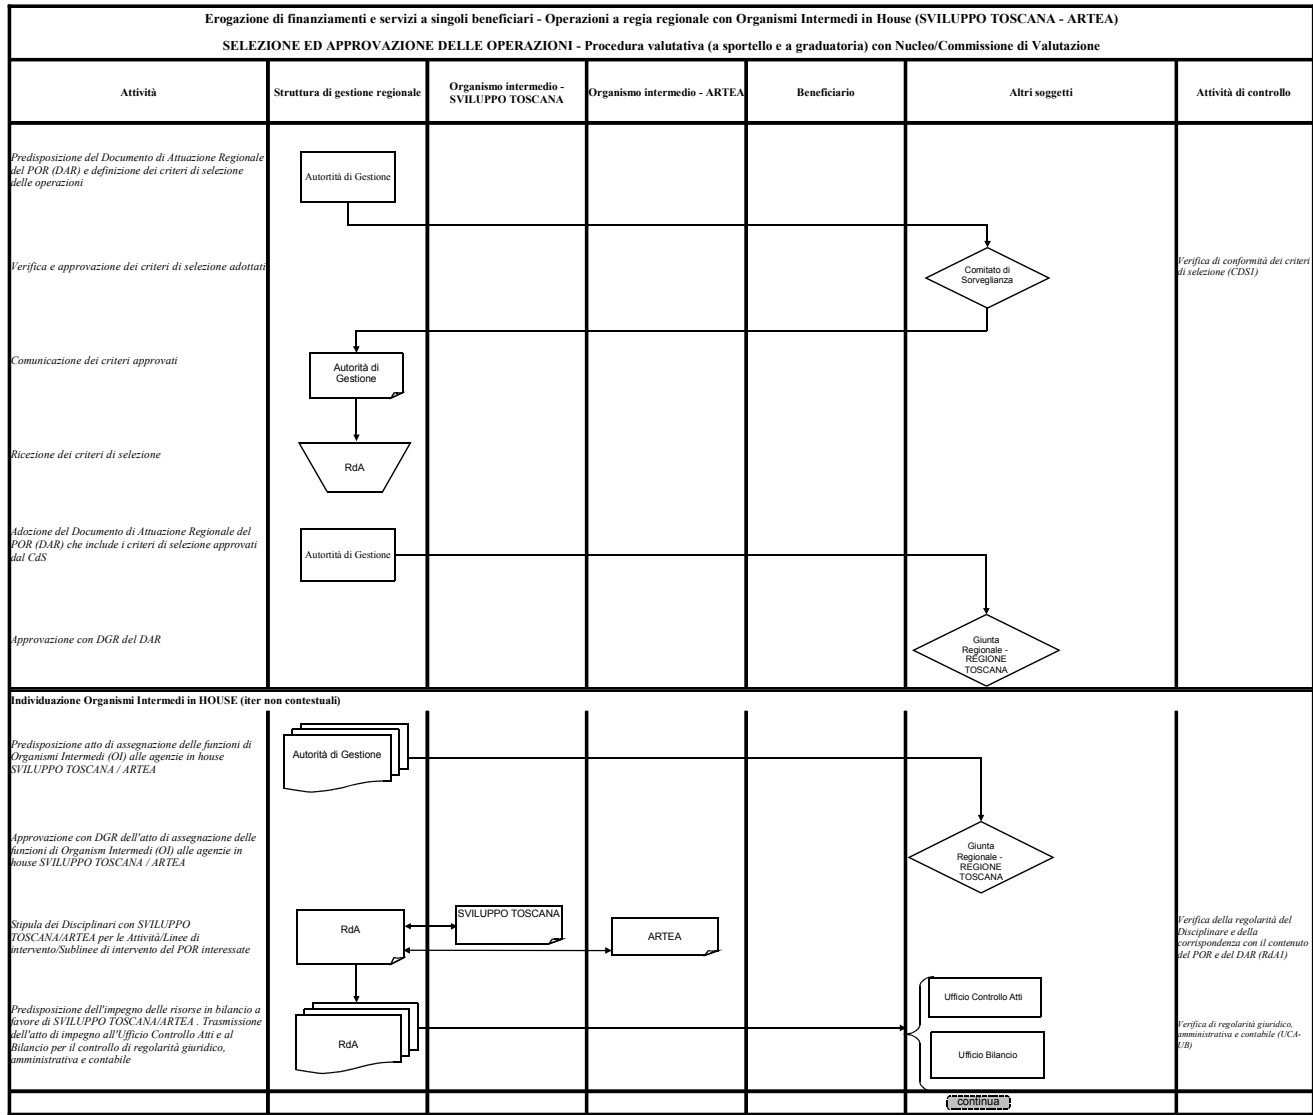 Erogazione di finanziamenti e servizi a singoli beneficiari - Operazioni a regia regionale con Organismi Intermedi in House (SVILUPPO TOSCANA - ARTEA)
SELEZIONE ED APPROVAZIONE DELLE OPERAZIONI - Procedura valutativa (a sportello e a graduatoria) con Nucleo/Commissione di Valutazione
Attività
Struttura di gestione regionale
Organismo intermedio -
SVILUPPO TOSCANA
Organismo intermedio - ARTEA
Beneficiario
Altri soggetti
Attività di controllo
Predisposizione del Documento di Attuazione Regionale
del POR (DAR) e definizione dei criteri di selezione
delle operazioni
Autortità di Gestione
Verifica e approvazione dei criteri di selezione adottati
Comitato di
Sorveglianza
Verifica di conformità dei criteri
di selezione (CDS1)
Comunicazione dei criteri approvati
Autorità di
Gestione
Ricezione dei criteri di selezione
RdA
Adozione del Documento di Attuazione Regionale del
POR (DAR) che include i criteri di selezione approvati
dal CdS
Autortità di Gestione
Approvazione con DGR del DAR
Giunta
Regionale -
REGIONE
TOSCANA
Individuazione Organismi Intermedi in HOUSE (iter non contestuali)
Predisposizione atto di assegnazione delle funzioni di
Organismi Intermedi (OI) alle agenzie in house
SVILUPPO TOSCANA / ARTEA
Autorità di Gestione
Approvazione con DGR dell'atto di assegnazione delle
funzioni di Organism Intermedi (OI) alle agenzie in
house SVILUPPO TOSCANA / ARTEA
Giunta
Regionale -
REGIONE
TOSCANA
Stipula dei Disciplinari con SVILUPPO
TOSCANA/ARTEA per le Attività/Linee di
intervento/Sublinee di intervento del POR interessate
RdA
SVILUPPO TOSCANA
ARTEA
Verifica della regolarità del
Disciplinare e della
corrispondenza con il contenuto
del POR e del DAR (RdA1)
Predisposizione dell'impegno delle risorse in bilancio a
favore di SVILUPPO TOSCANA/ARTEA . Trasmissione
dell'atto di impegno all'Ufficio Controllo Atti e al
Bilancio per il controllo di regolarità giuridico,
amministrativa e contabile
RdA
Ufficio Controllo Atti
Ufficio Bilancio
Verifica di regolarità giuridico,
amministrativa e contabile (UCA-
UB)
continua